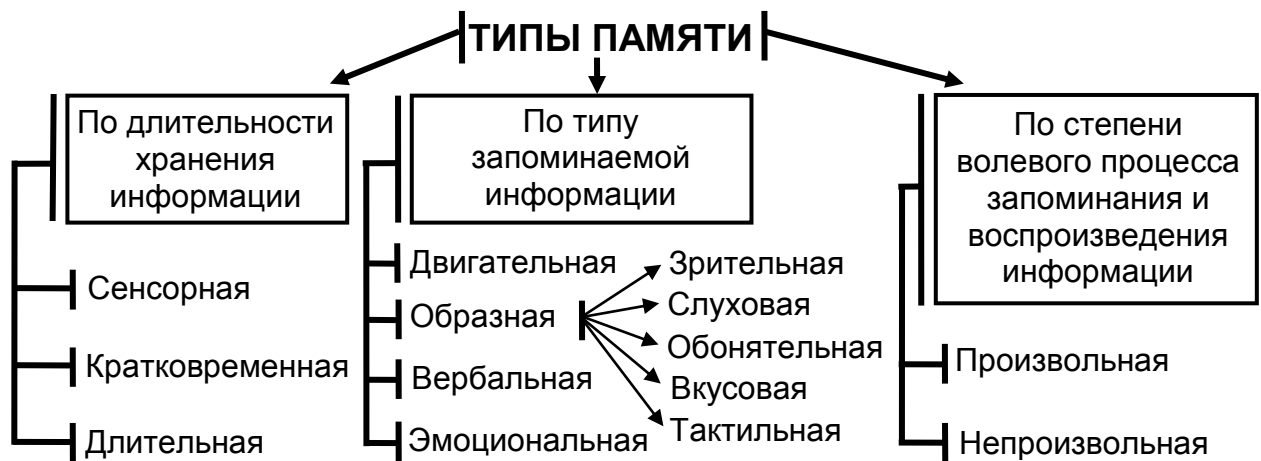 ТИПЫ ПАМЯТИ
По длительности
хранения
информации
Сенсорная
Кратковременная
Длительная
По типу
запоминаемой
информации
Двигательная
Образная
Вербальная
Эмоциональная
Зрительная
Слуховая
Обонятельная
Вкусовая
Тактильная
По степени
волевого процесса
запоминания и
воспроизведения
информации
Произвольная
Непроизвольная